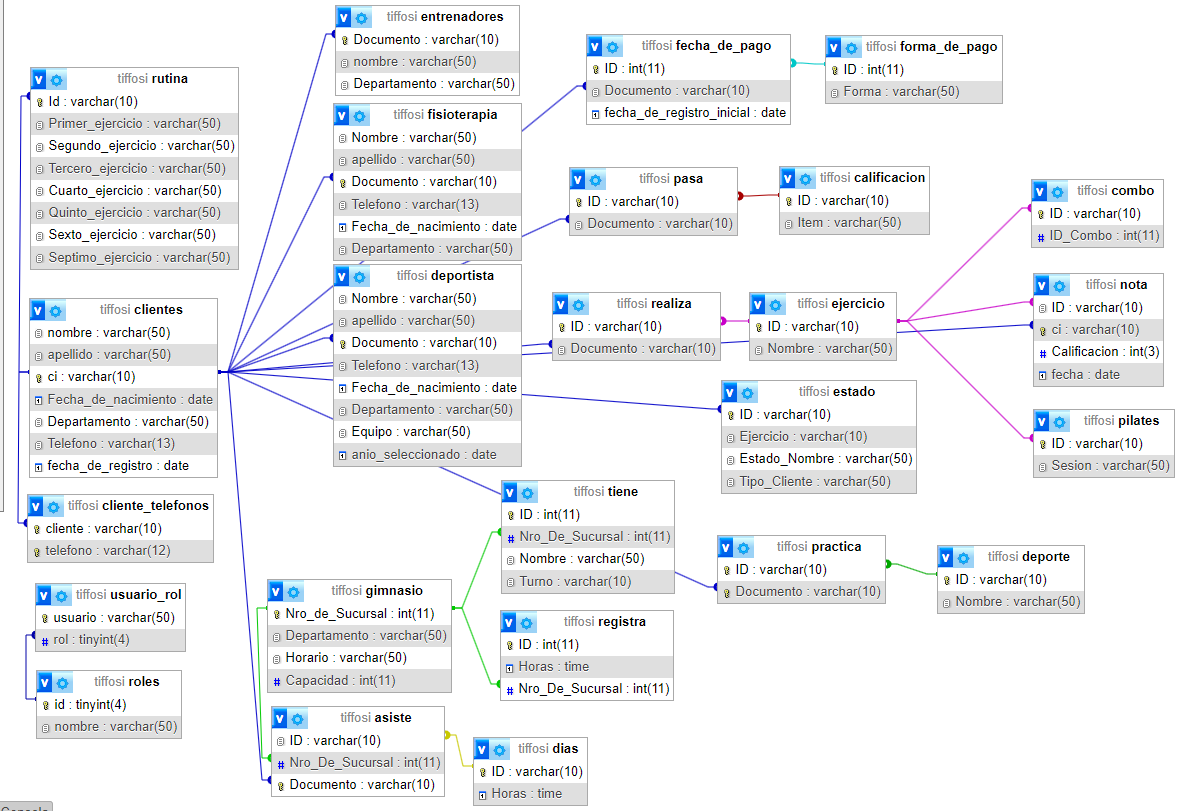 tiffosi rutina
Id : varchar(10)
Primer_ejercicio : varchar(50)
Segundo_ejercicio : varchar(50)
Tercero_ejercicio : varchar(50)
Cuarto_ejercicio : varchar(50)
Quinto_ejercicio : varchar(50)
Sexto_ejercicio : varchar(50)
Septimo_ejercicio : varchar(50)
tiffosi clientes
nombre : varchar(50)
apellido : varchar(50)
ci : varchar(10)
Fecha_de_nacimiento : date
Departamento : varchar(50)
Telefono : varchar(13)
fecha_de_registro : date
tiffosi cliente_telefonos
cliente : varchar(10)
telefono : varchar(12)
tiffosi usuario_rol
usuario : varchar(50)
# rol : tinyint(4)
tiffosi roles
id : tinyint(4)
nombre : varchar(50)
tiffosi entrenadores
Documento : varchar(10)
nombre : varchar(50)
Departamento : varchar(50)
tiffosi fisioterapia
Nombre : varchar(50)
apellido : varchar(50)
Documento : varchar(10)
Telefono : varchar(13)
Fecha_de_nacimiento : date
Departamento : varchar(50)
tiffosi deportista
Nombre : varchar(50)
apellido : varchar(50)
Documento : varchar(10)
Telefono : varchar(13)
Fecha_de_nacimiento : date
Departamento : varchar(50)
Equipo : varchar(50)
anio_seleccionado : date
tiffosi gimnasio
Nro_de_Sucursal : int(11)
Departamento : varchar(50)
Horario : varchar(50)
# Capacidad : int(11)
tiffosi asiste
ID : varchar(10)
# Nro_De_Sucursal : int(11)
Documento : varchar(10)
tiffosi dias
ID : varchar(10)
Horas : time
tiffosi tiene
ID : int(11)
# Nro_De_Sucursal : int(11)
Nombre : varchar(50)
Turno : varchar(10)
tiffosi registra
ID : int(11)
Horas : time
# Nro_De_Sucursal : int(11)
tiffosi fecha_de_pago
ID : int(11)
Documento : varchar(10)
fecha_de_registro_inicial : date
tiffosi forma_de_pago
ID : int(11)
Forma : varchar(50)
tiffosi pasa
ID : varchar(10)
Documento : varchar(10)
tiffosi calificacion
ID : varchar(10)
Item : varchar(50)
tiffosi realiza
ID : varchar(10)
Documento : varchar(10)
tiffosi ejercicio
ID : varchar(10)
Nombre : varchar(50)
tiffosi estado
ID : varchar(10)
Ejercicio : varchar(10)
Estado_Nombre : varchar(50)
Tipo_Cliente : varchar(50)
tiffosi practica
ID : varchar(10)
Documento : varchar(10)
tiffosi deporte
ID : varchar(10)
Nombre : varchar(50)
tiffosi combo
ID : varchar(10)
# ID_Combo : int(11)
tiffosi nota
ID : varchar(10)
ci : varchar(10)
# Calificacion : int(3)
fecha : date
tiffosi pilates
ID : varchar(10)
Sesion : varchar(50)